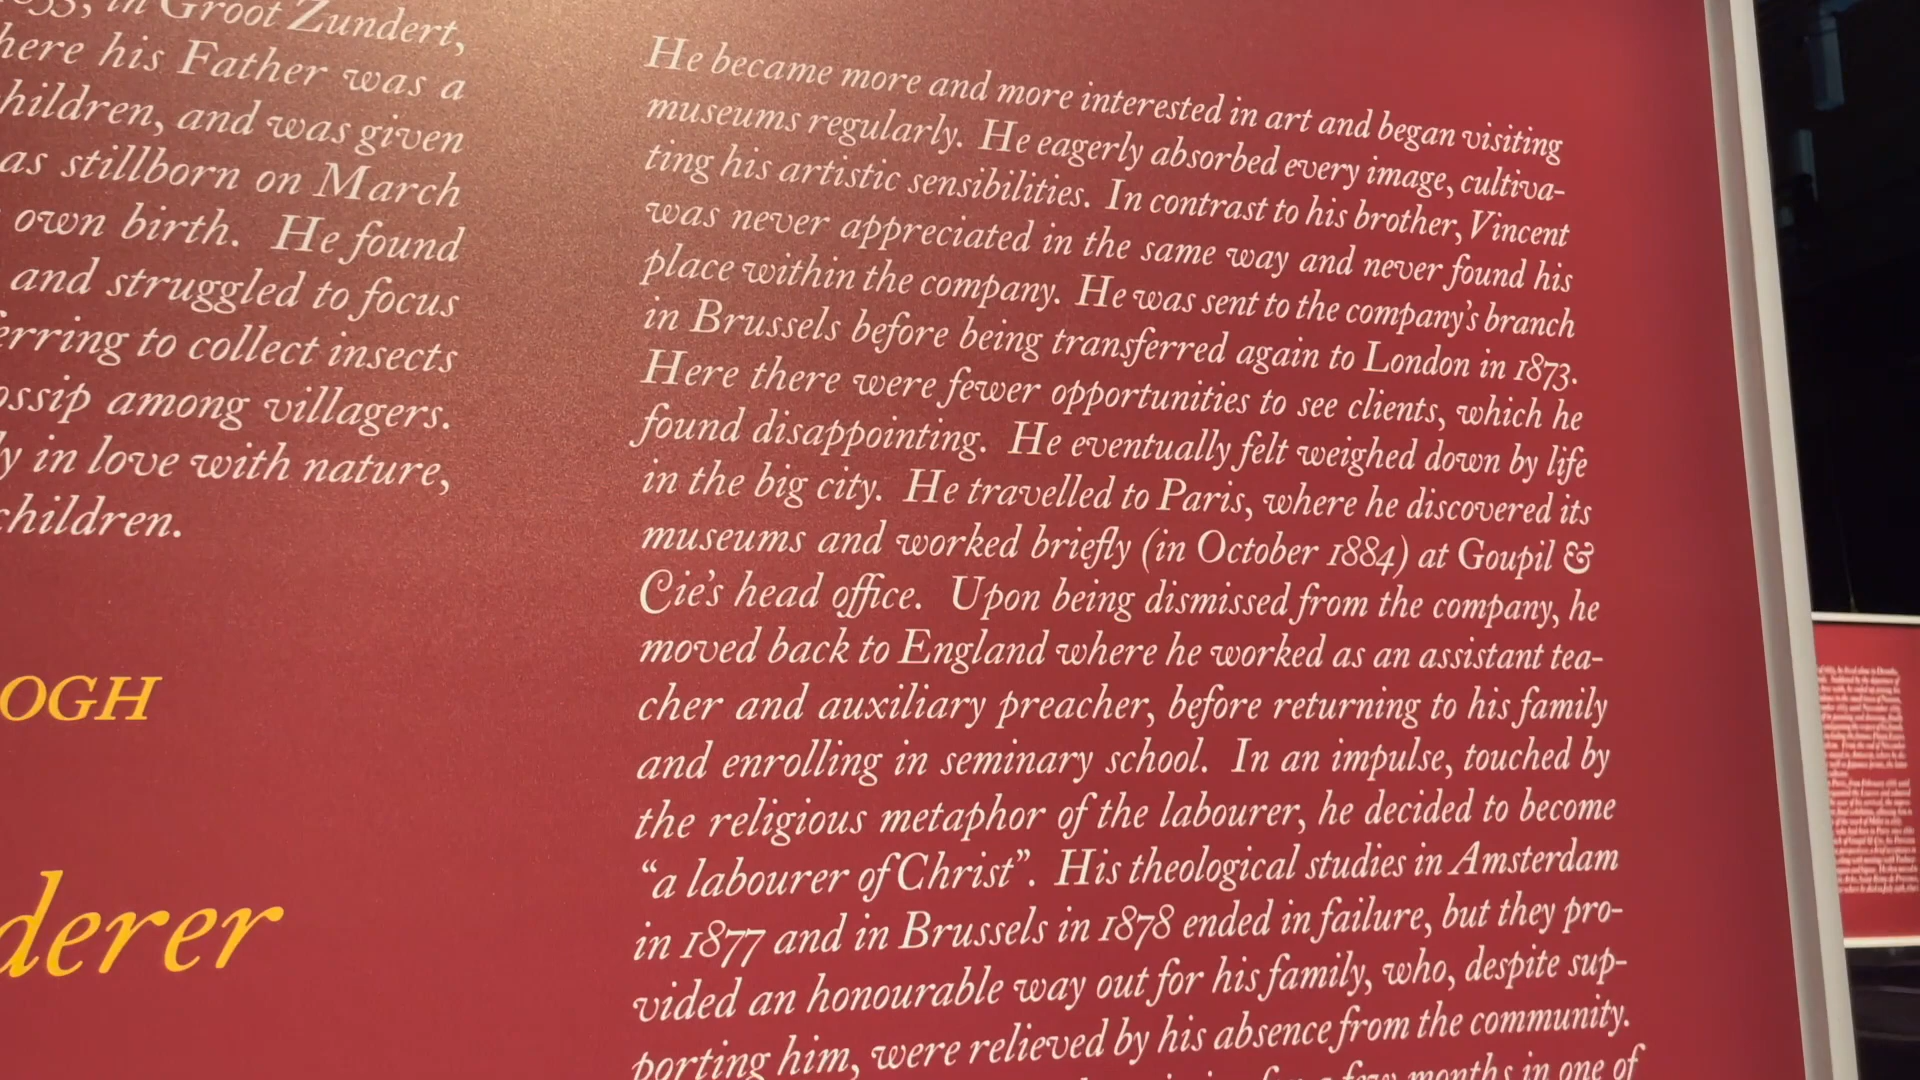 in Groot Zundert,
here his Father was a
hildren, and was given
as stillborn on March
own birth. He found
and struggled to focus
erring to collect insects
ossip among villagers.
y in love with nature,
children.
OGH
derer
He became more and more interested in art and began visiting
museums regularly. He eagerly absorbed every image, cultiva-
ting his artistic sensibilities. In contrast to his brother, Vincent
was never appreciated in the same way and never found his
place within the company. He was sent to the company's branch
in Brussels before being transferred again to London in 1873.
Here there were fewer opportunities to see clients, which he
found disappointing. He eventually felt weighed down by life
in the big city. He travelled to Paris, where he discovered its
museums and worked briefly (in October 1884) at Goupil &
Cie's head office. Upon being dismissed from the company, he
moved back to England where he worked as an assistant tea-
cher and auxiliary preacher, before returning to his family
and enrolling in seminary school. In an impulse, touched by
the religious metaphor of the labourer, he decided to become
“a labourer of Christ”. His theological studies in Amsterdam
in 1877 and in Brussels in 1878 ended in failure, but they pro-
vided an honourable way out for his family, who, despite sup-
porting him, were relieved by his absence from the community.
months in one of